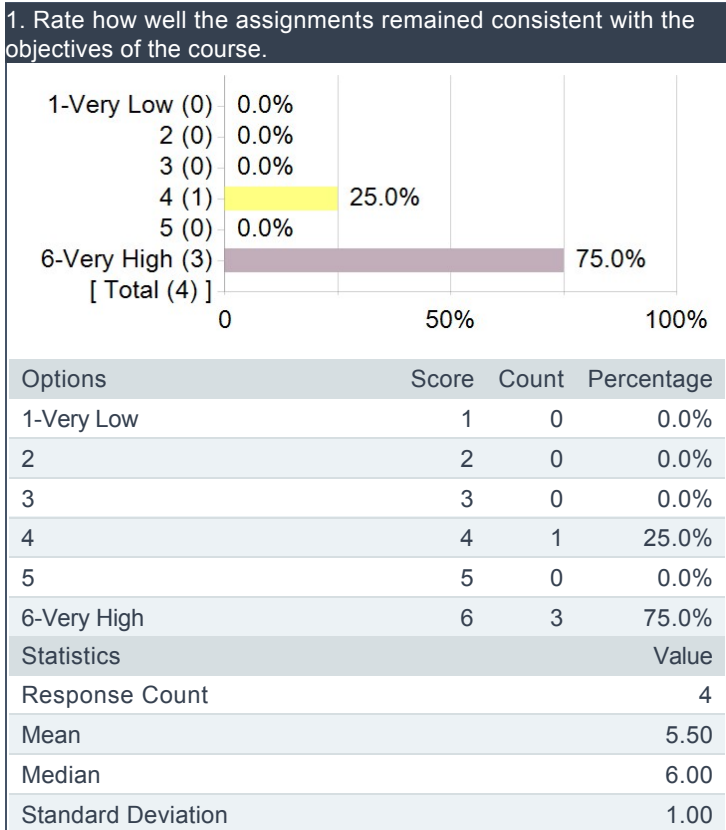 1. Rate how well the assignments remained consistent with the
objectives of the course.
1-Very Low (0) 0.0%
2 (0) 0.0%
3 (0) 0.0%
4 (1) 25.0%
5 (0) 0.0%
6-Very High (3) 75.0%
[ Total (4) ]
0 50% 100%
Options Score Count Percentage
1-Very Low 1 0 0.0%
2 2 0 0.0%
3 3 0 0.0%
4 4 1 25.0%
5 5 0 0.0%
6-Very High 6 3 75.0%
Statistics Value
Response Count 4
Mean 5.50
Median 6.00
Standard Deviation 1.00